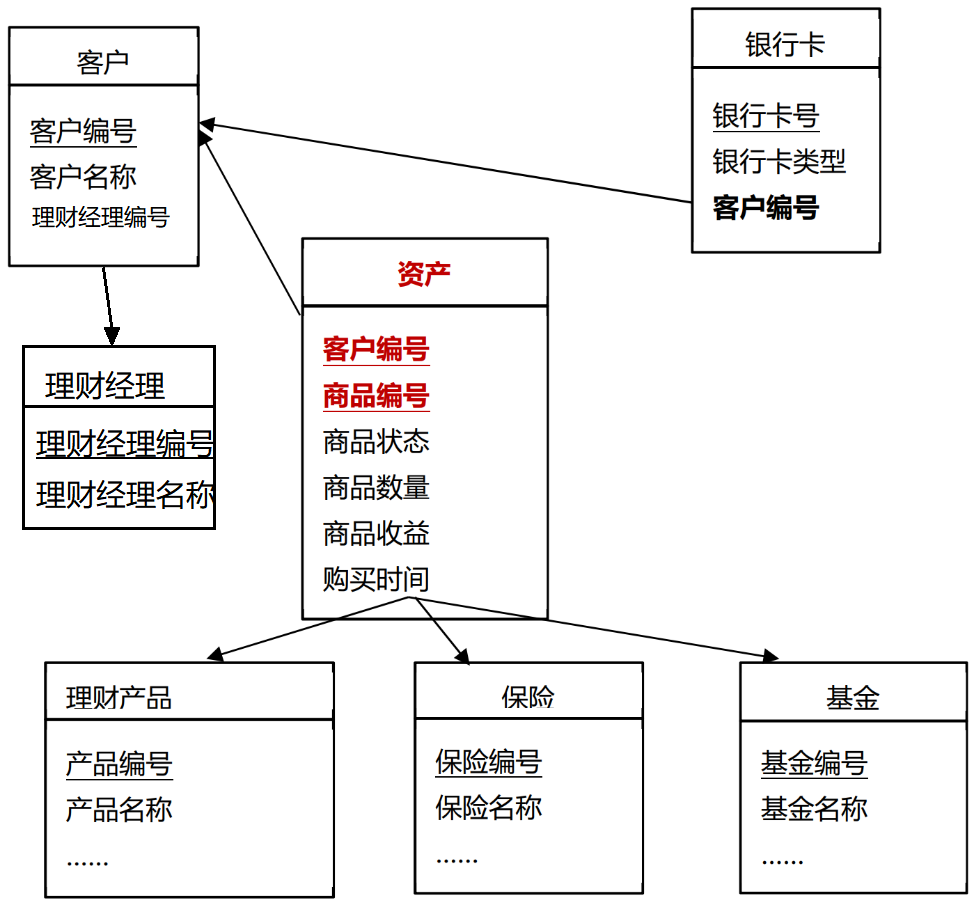 客户
客户编号
客户名称
理财经理编号
银行卡
银行卡号
银行卡类型
客户编号
资产
客户编号
商品编号
商品状态
商品数量
商品收益
购买时间
理财经理
理财经理编号
理财经理名称
理财产品
产品编号
产品名称
......
保险
保险编号
保险名称
......
基金
基金编号
基金名称
......